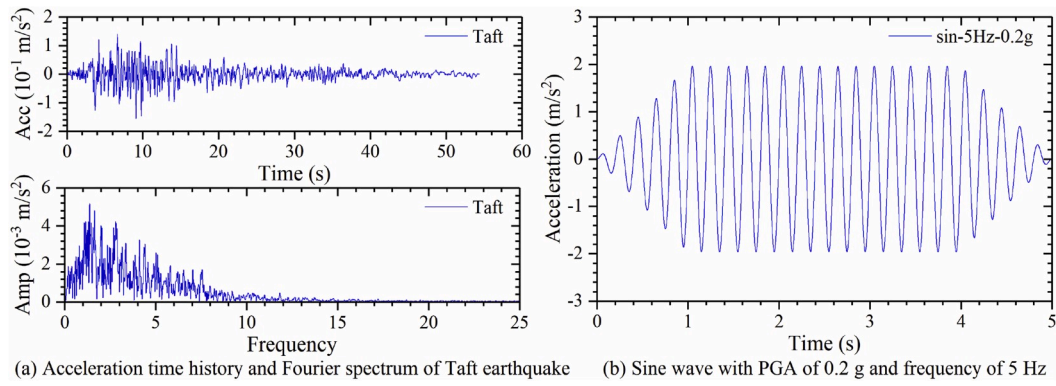 2
1
0
-1
-2
Acc (10⁻¹ m/s²)
Taft
0 10 20 30 40 50 60
Time (s)
6
4
2
0
Amp (10⁻³ m/s²)
Taft
0 5 10 15 20 25
Frequency
(a) Acceleration time history and Fourier spectrum of Taft earthquake
3
2
1
0
-1
-2
-3
Acceleration (m/s²)
sin-5Hz-0.2g
0 1 2 3 4 5
Time (s)
(b) Sine wave with PGA of 0.2 g and frequency of 5 Hz